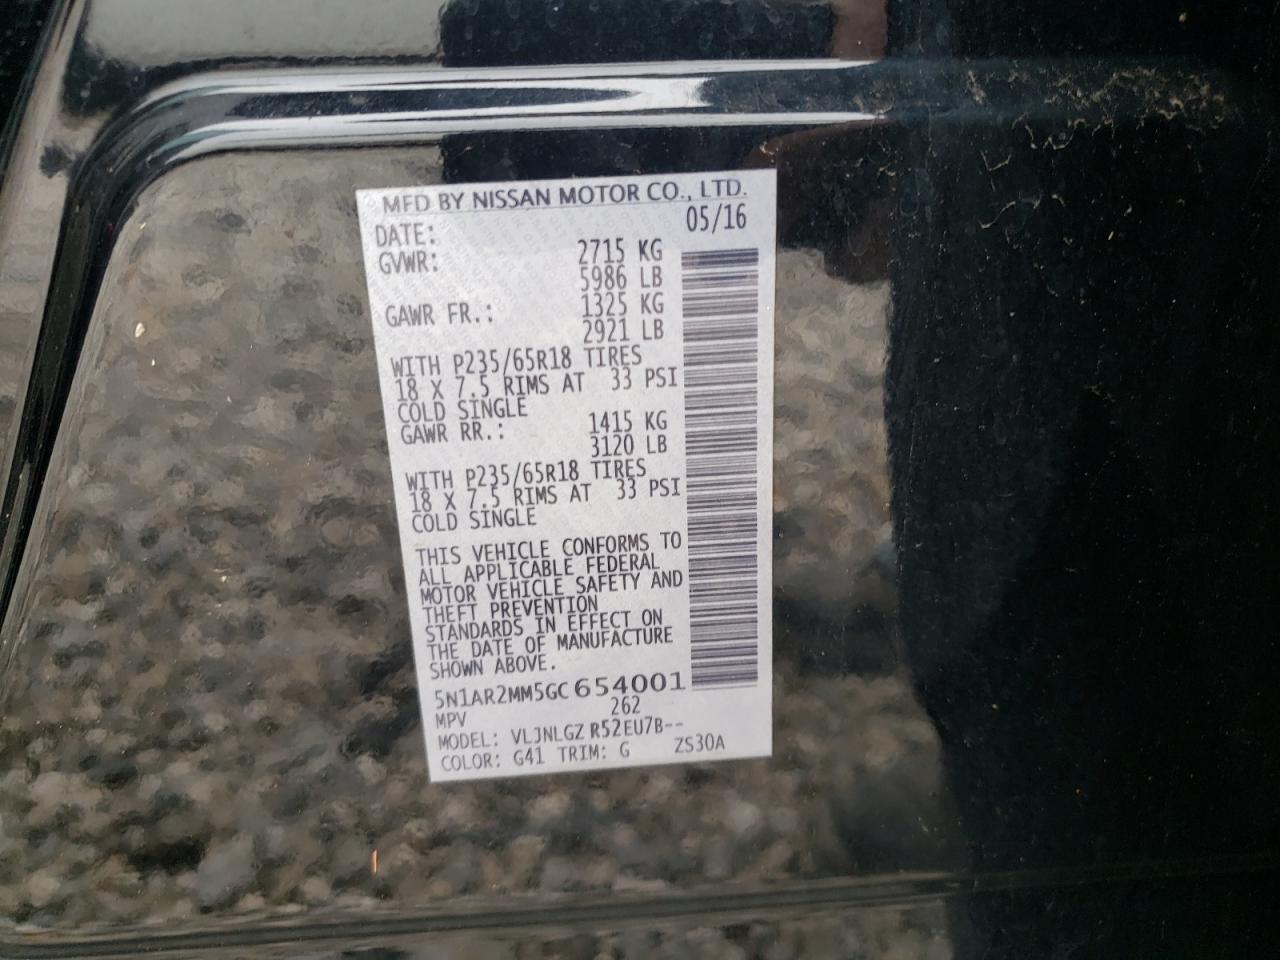 MFD BY NISSAN MOTOR CO., LTD.
DATE: 05/16
GVWR: 2715 KG
5986 LB
GAWR FR.: 1325 KG
2921 LB
WITH P235/65R18 TIRES
18 X 7.5 RIMS AT 33 PSI
COLD SINGLE
GAWR RR.: 1415 KG
3120 LB
WITH P235/65R18 TIRES
18 X 7.5 RIMS AT 33 PSI
COLD SINGLE
THIS VEHICLE CONFORMS TO
ALL APPLICABLE FEDERAL
MOTOR VEHICLE SAFETY AND
THEFT PREVENTION
STANDARDS IN EFFECT ON
THE DATE OF MANUFACTURE
SHOWN ABOVE.
5N1AR2MM5GC654001
MPV 262
MODEL: VLJNLGZ R52EU7B--
COLOR: G41 TRIM: G ZS30A